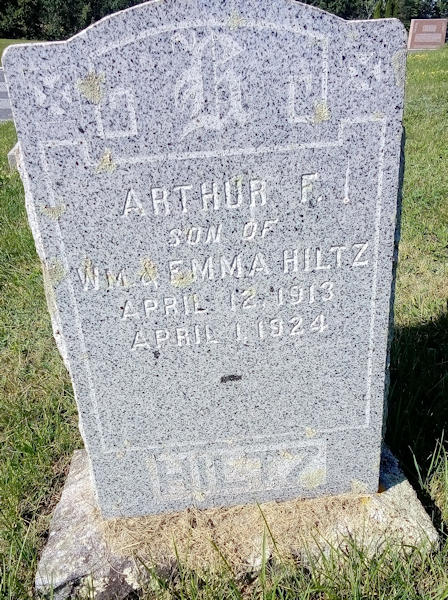 H
ARTHUR F.
SON OF
WM. & EMMA HILTZ
APRIL 12, 1913
APRIL 1, 1924
HILTZ